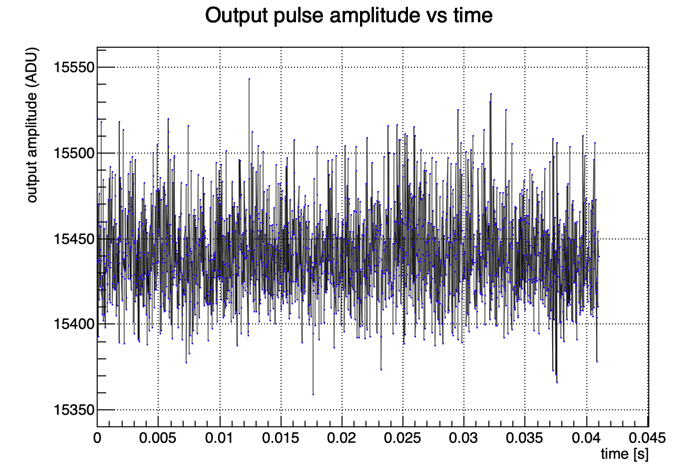 Output pulse amplitude vs time
output amplitude (ADU)
15550
15500
15450
15400
15350
0 0.005 0.01 0.015 0.02 0.025 0.03 0.035 0.04 0.045
time [s]